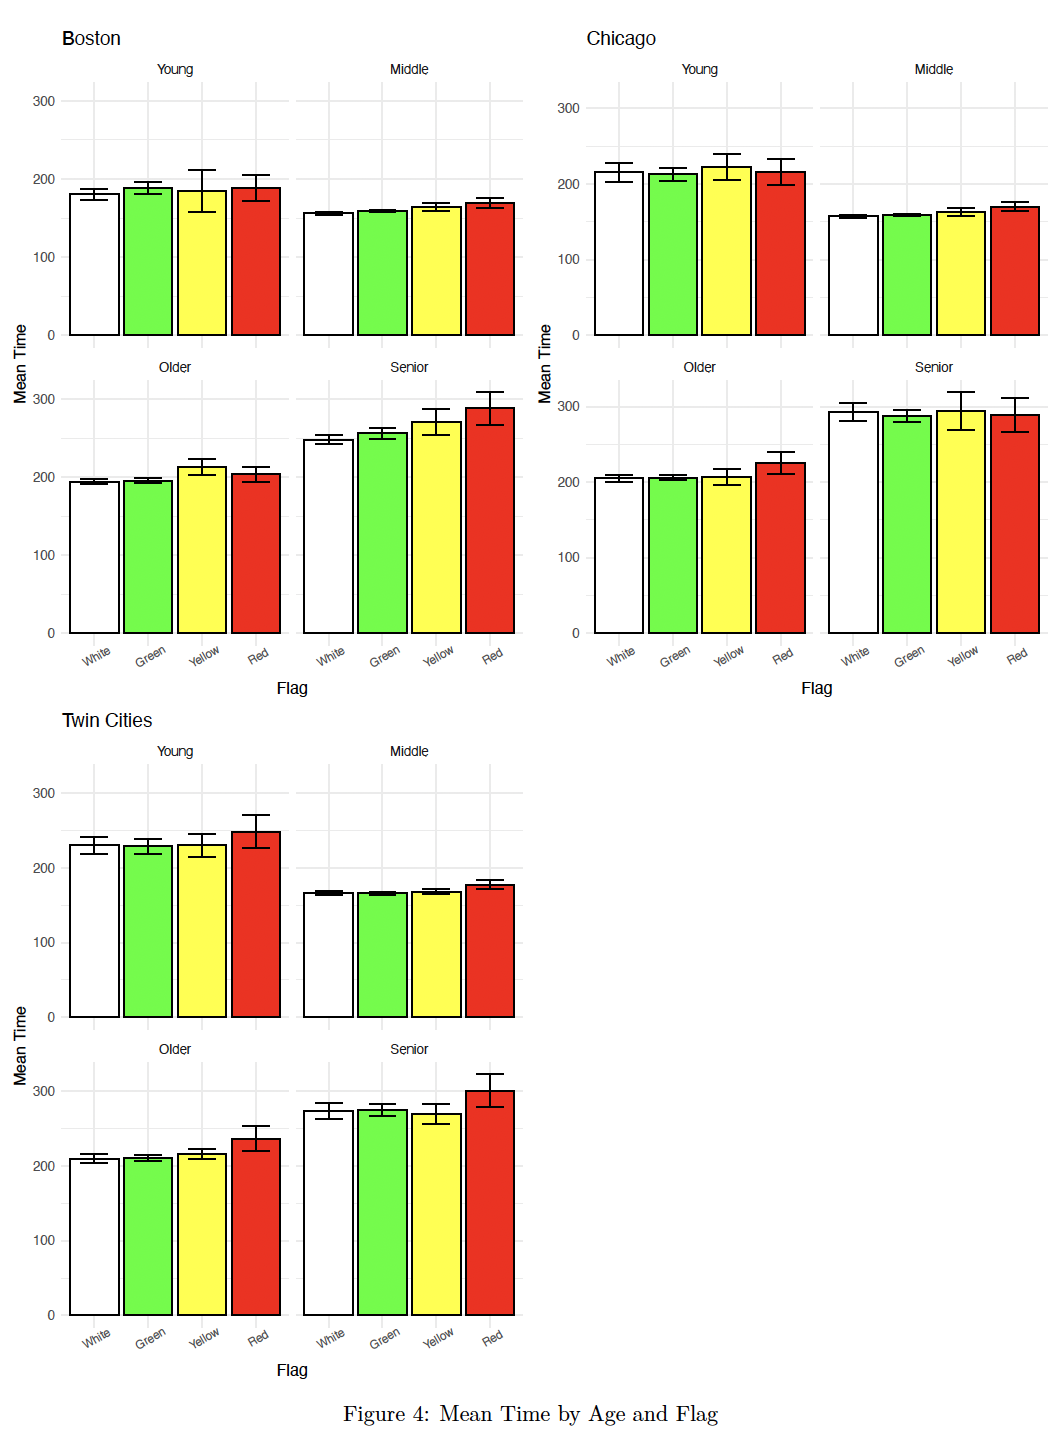 Boston
Young Middle
300
200
100
0
Older Senior
300
200
100
0
White Green Yellow Red White Green Yellow Red
Flag
Mean Time
Chicago
Young Middle
300
200
100
0
Older Senior
300
200
100
0
White Green Yellow Red White Green Yellow Red
Flag
Mean Time
Twin Cities
Young Middle
300
200
100
0
Older Senior
300
200
100
0
White Green Yellow Red White Green Yellow Red
Flag
Mean Time
Figure 4: Mean Time by Age and Flag